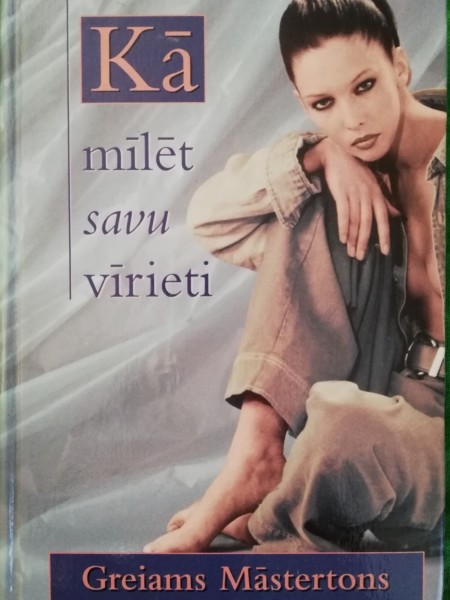 Kā
mīlēt
savu
vīrieti
Greiams Māstertons